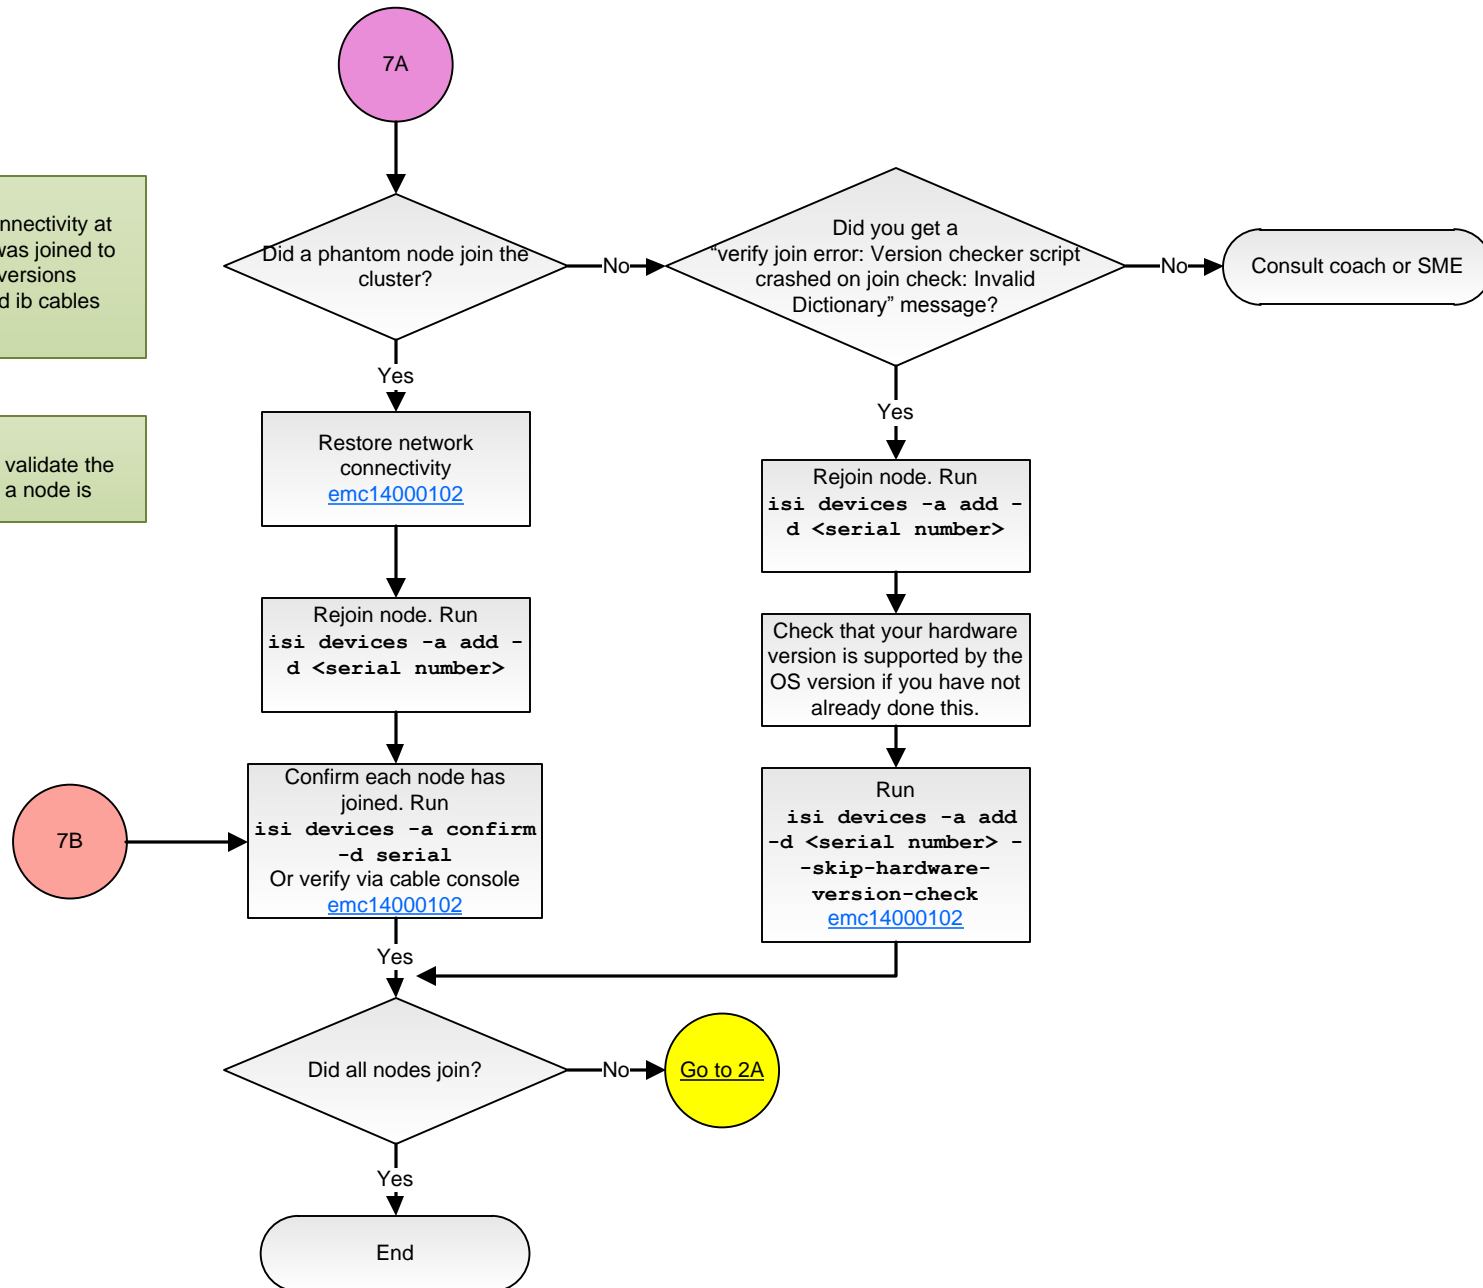 7A
nnectivity at
was joined to
versions
d ib cables
validate the
a node is
Did a phantom node join the
cluster?
No
Did you get a
“verify join error: Version checker script
crashed on join check: Invalid
Dictionary” message?
No
Consult coach or SME
Yes
Restore network
connectivity
emc14000102
Yes
Rejoin node. Run
isi devices -a add -
d <serial number>
Rejoin node. Run
isi devices -a add -
d <serial number>
Check that your hardware
version is supported by the
OS version if you have not
already done this.
7B
Confirm each node has
joined. Run
isi devices -a confirm
-d serial
Or verify via cable console
emc14000102
Run
isi devices -a add
-d <serial number> -
-skip-hardware-
version-check
emc14000102
Yes
Did all nodes join?
No
Go to 2A
Yes
End